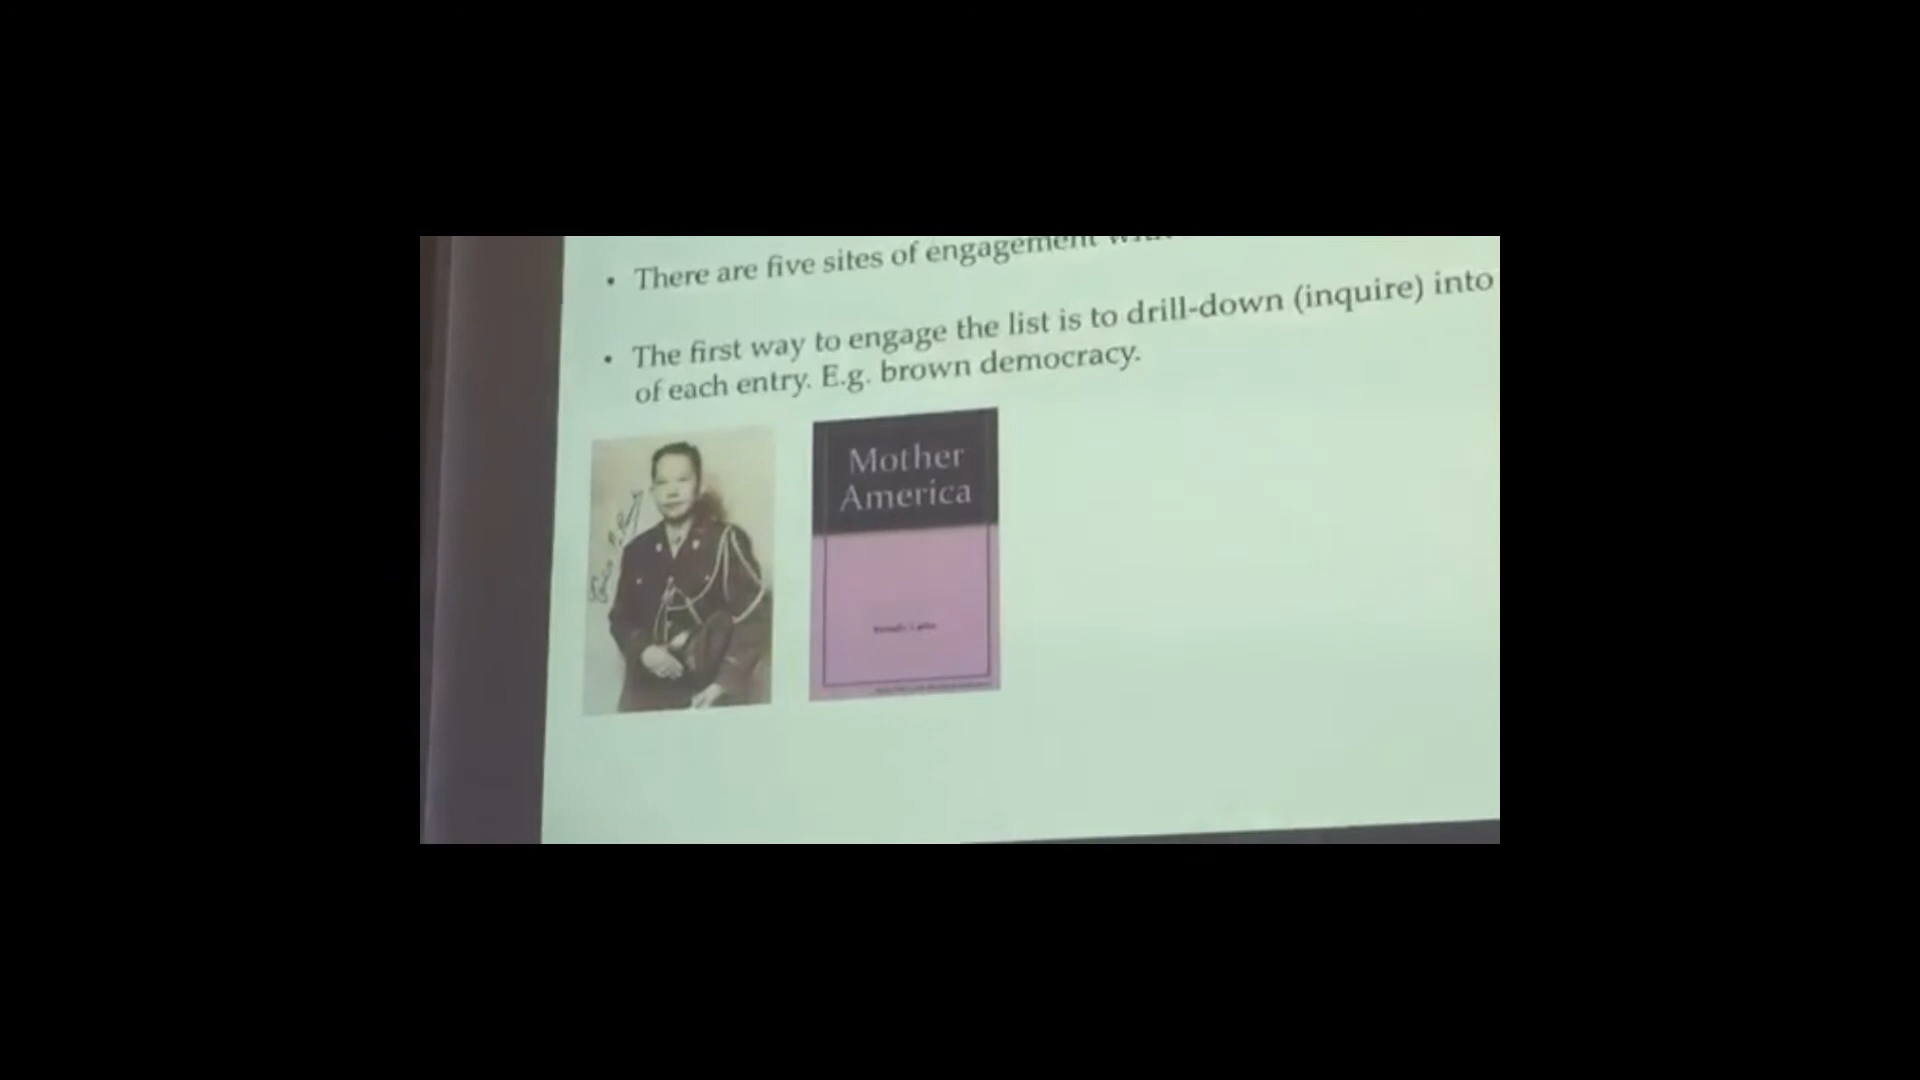 • There are five sites of engagement
• The first way to engage the list is to drill-down (inquire) into
of each entry. E.g. brown democracy.
Mother
America